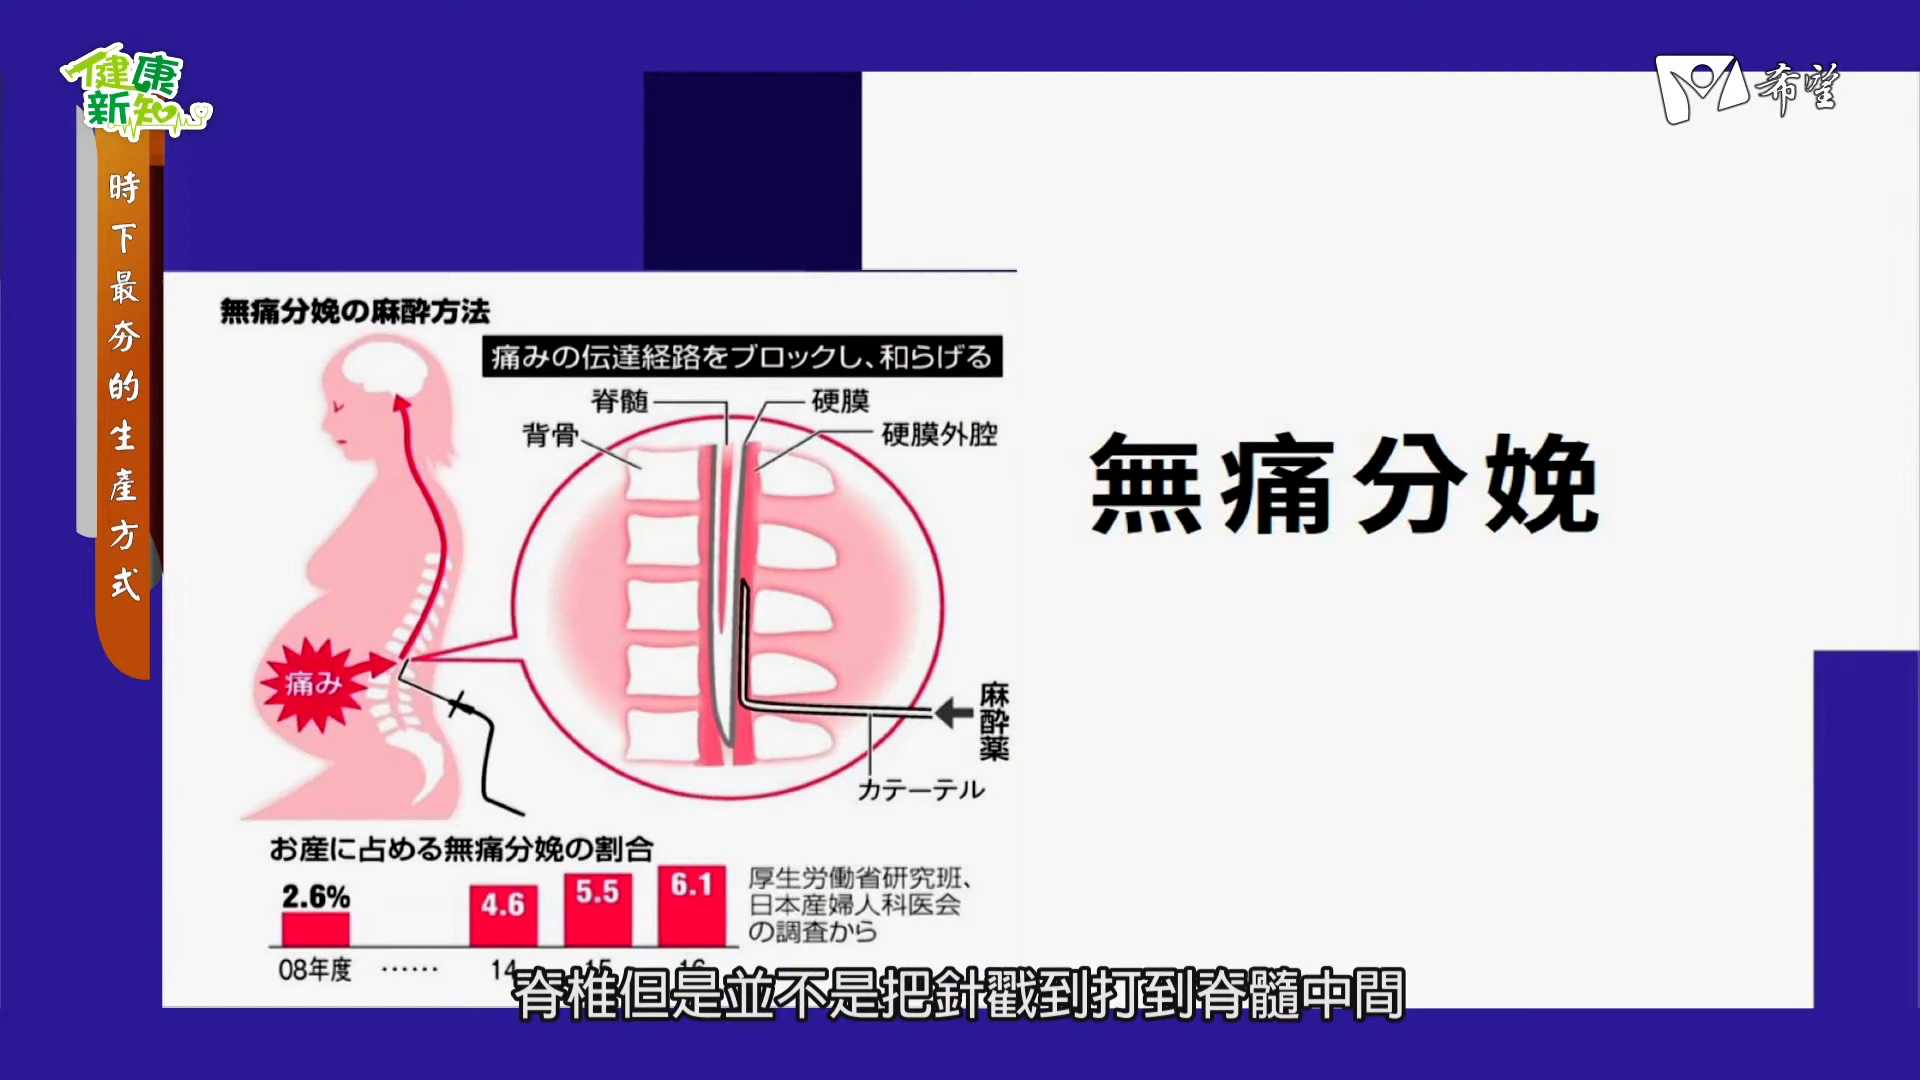 健康
新知
希望
時下最夯的生產方式
無痛分娩の麻酔方法
痛みの伝達経路をブロックし、和らげる
脊髄
硬膜
背骨
硬膜外腔
無痛分娩
痛み
麻酔薬
カテーテル
お産に占める無痛分娩の割合
2.6%
4.6
5.5
6.1
厚生労働省研究班、
日本産婦人科医会
の調査から
08年度 …… 14 15 16
脊椎但是並不是把針戳到打到脊髓中間